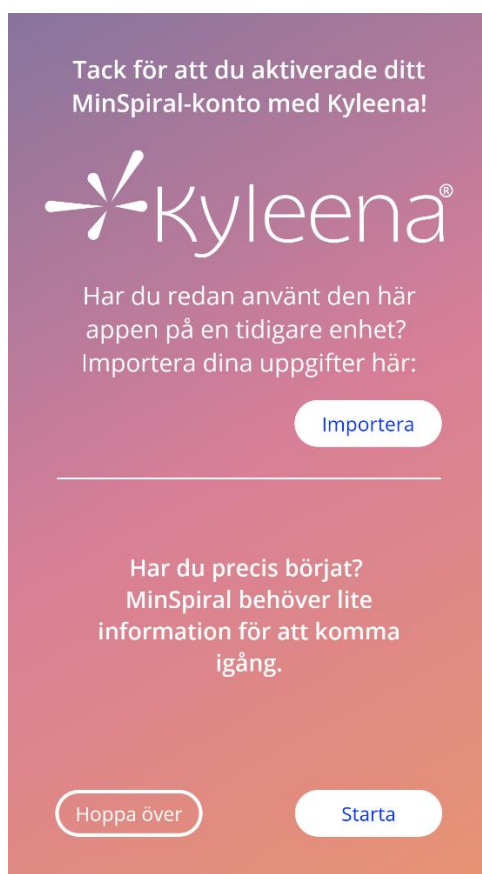 Tack för att du aktiverade ditt
MinSpiral-konto med Kyleena!
Kyleena®
Har du redan använt den här
appen på en tidigare enhet?
Importera dina uppgifter här:
Importera
Har du precis börjat?
MinSpiral behöver lite
information för att komma
igång.
Hoppa över
Starta